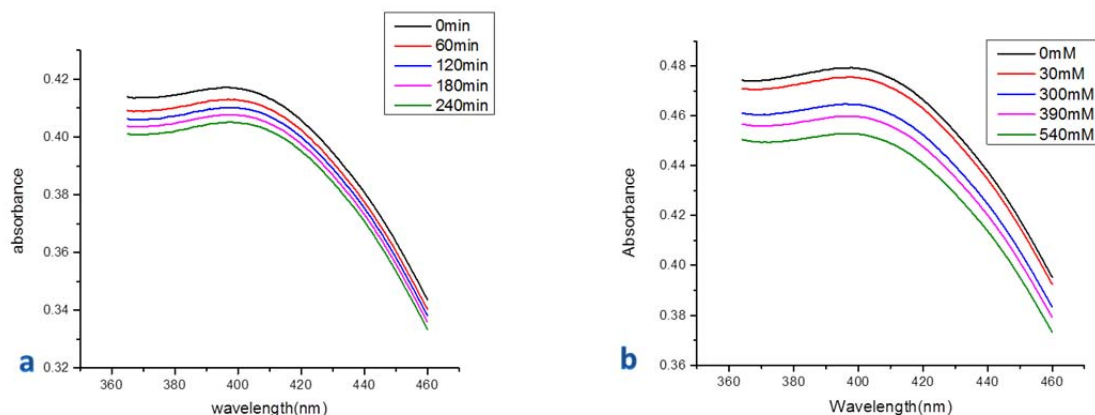 0min
60min
120min
180min
240min
0.42
0.40
0.38
0.36
0.34
0.32
absorbance
360 380 400 420 440 460
wavelength(nm)
a
0mM
30mM
300mM
390mM
540mM
0.48
0.46
0.44
0.42
0.40
0.38
0.36
Absorbance
360 380 400 420 440 460
Wavelength(nm)
b